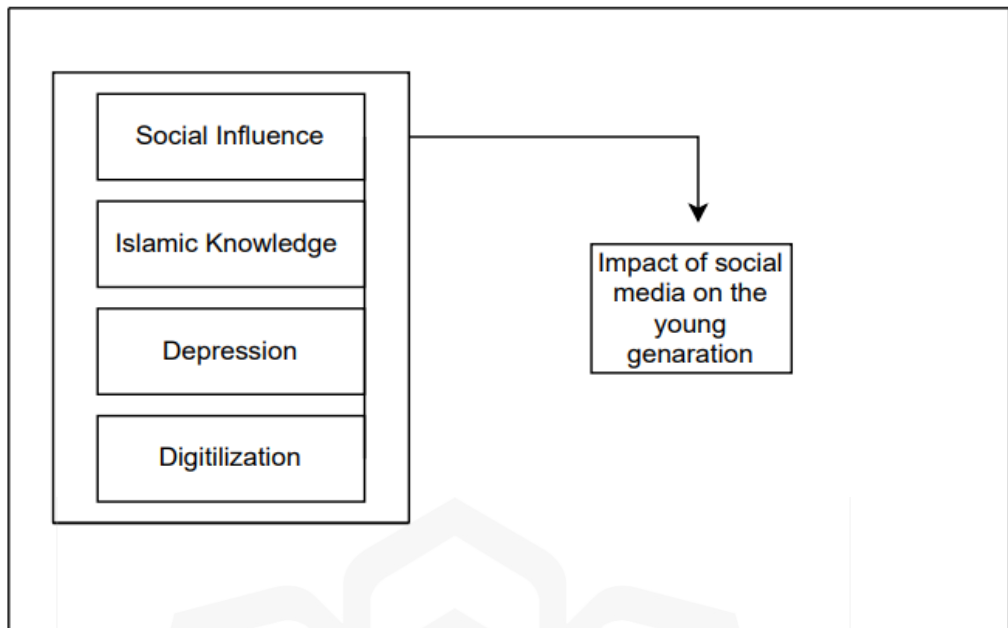 Social Influence
Islamic Knowledge
Depression
Digitilization
Impact of social
media on the
young
genaration